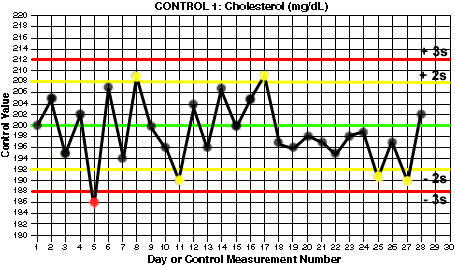 CONTROL 1: Cholesterol (mg/dL)
220
218
216
214
212
+ 3s
210
208
+ 2s
206
204
202
200
198
196
194
192
190
- 2s
188
186
- 3s
184
182
180
Control Value
1 2 3 4 5 6 7 8 9 10 11 12 13 14 15 16 17 18 19 20 21 22 23 24 25 26 27 28 29 30
Day or Control Measurement Number